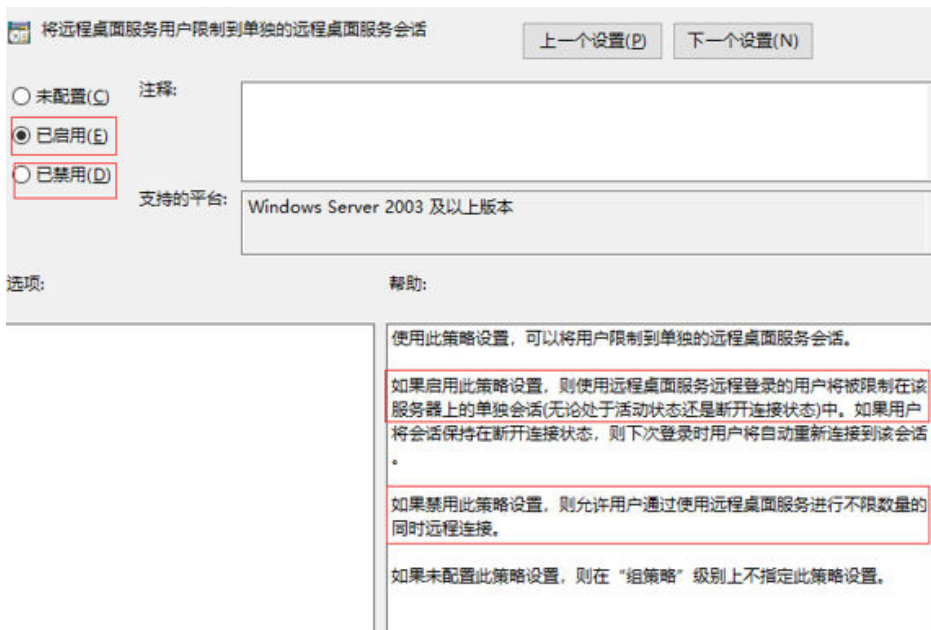 将远程桌面服务用户限制到单独的远程桌面服务会话
上一个设置(P)
下一个设置(N)
未配置(C)
注释:
已启用(E)
已禁用(D)
支持的平台:
Windows Server 2003 及以上版本
选项:
帮助:
使用此策略设置，可以将用户限制到单独的远程桌面服务会话。
如果启用此策略设置，则使用远程桌面服务远程登录的用户将被限制在该
服务器上的单独会话(无论处于活动状态还是断开连接状态)中。如果用户
将会话保持在断开连接状态，则下次登录时用户将自动重新连接到该会话
。
如果禁用此策略设置，则允许用户通过使用远程桌面服务进行不限数量的
同时远程连接。
如果未配置此策略设置，则在“组策略”级别上不指定此策略设置。